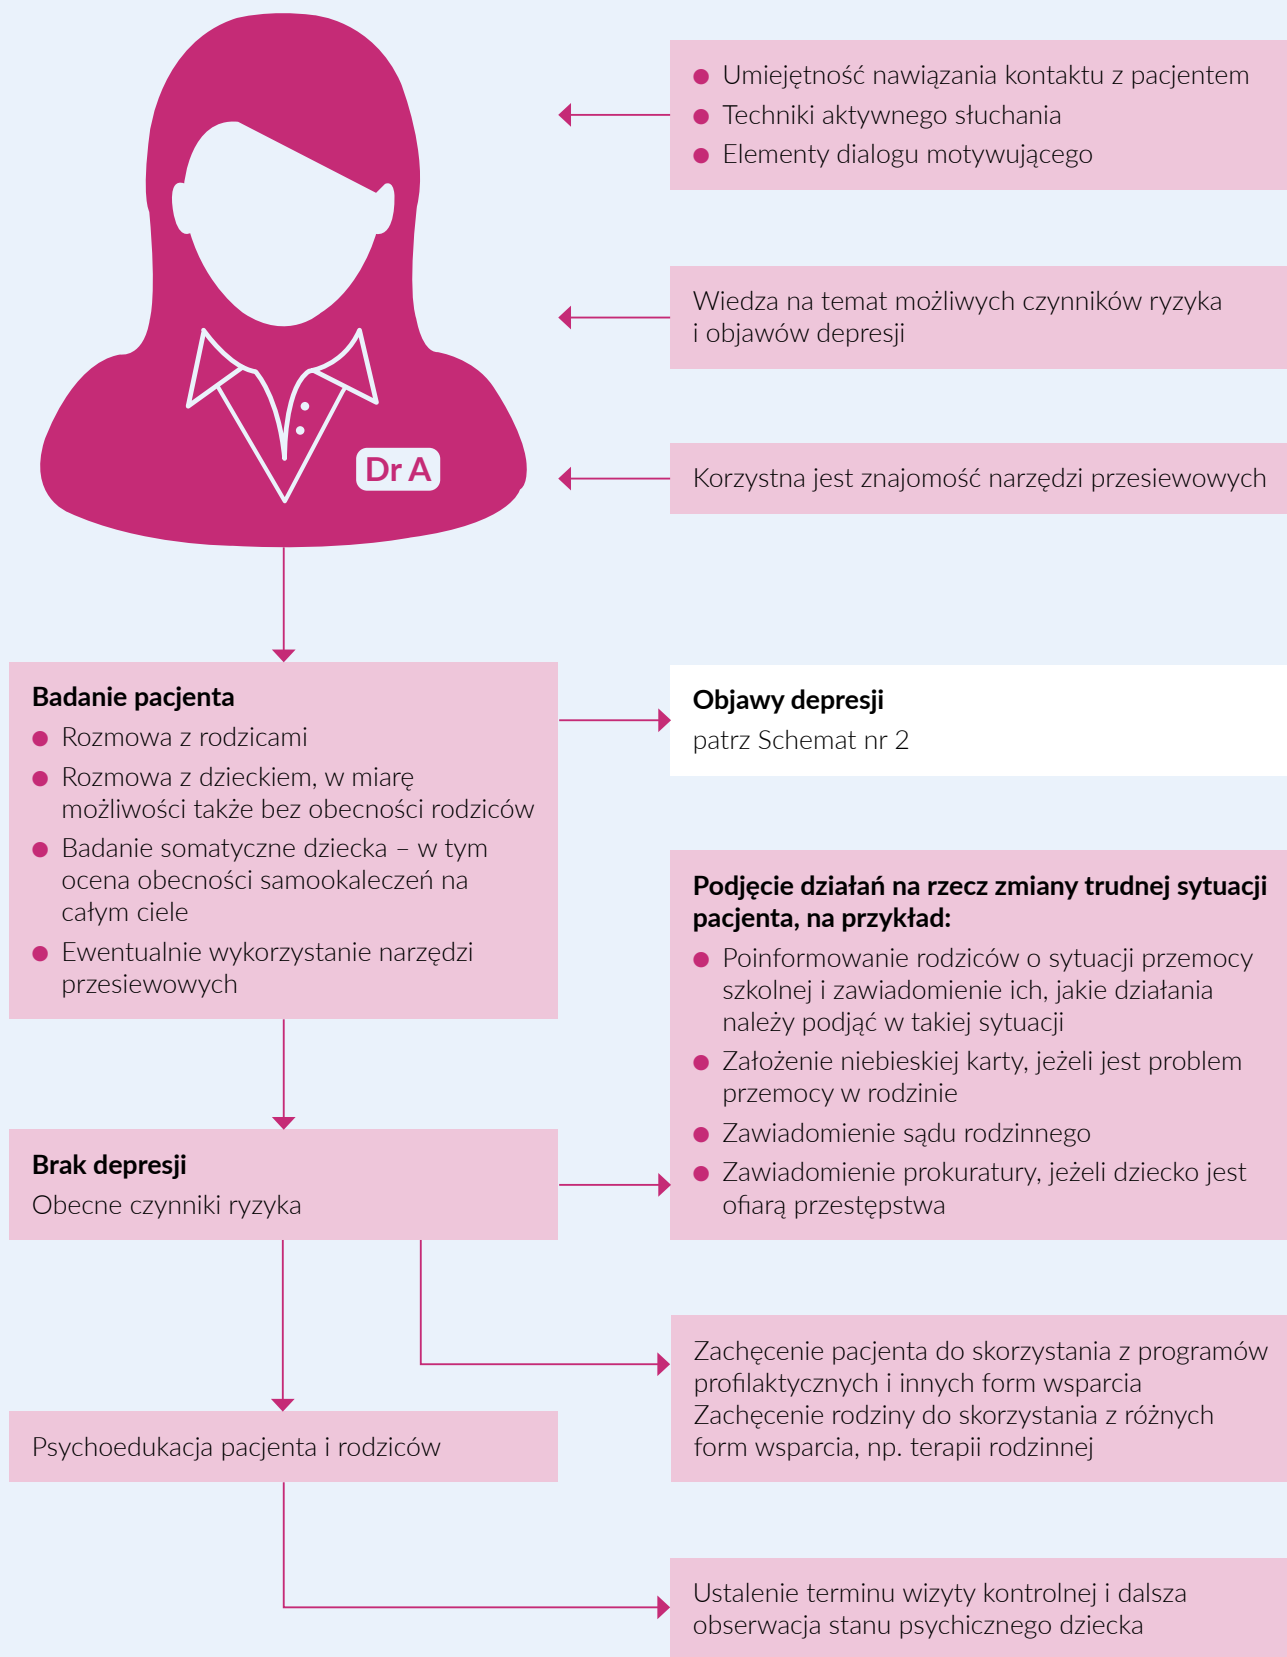 Umiejętność nawiązania kontaktu z pacjentem
Techniki aktywnego słuchania
Elementy dialogu motywującego
Wiedza na temat możliwych czynników ryzyka
i objawów depresji
Dr A
Korzystna jest znajomość narzędzi przesiewowych
Badanie pacjenta
Rozmowa z rodzicami
Rozmowa z dzieckiem, w miarę
możliwości także bez obecności rodziców
Badanie somatyczne dziecka – w tym
ocena obecności samookaleczeń na
całym ciele
Ewentualnie wykorzystanie narzędzi
przesiewowych
Objawy depresji
patrz Schemat nr 2
Podjęcie działań na rzecz zmiany trudnej sytuacji
pacjenta, na przykład:
Poinformowanie rodziców o sytuacji przemocy
szkolnej i zawiadomienie ich, jakie działania
należy podjąć w takiej sytuacji
Założenie niebieskiej karty, jeżeli jest problem
przemocy w rodzinie
Zawiadomienie sądu rodzinnego
Zawiadomienie prokuratury, jeżeli dziecko jest
ofiarą przestępstwa
Brak depresji
Obecne czynniki ryzyka
Zachęcenie pacjenta do skorzystania z programów
profilaktycznych i innych form wsparcia
Zachęcenie rodziny do skorzystania z różnych
form wsparcia, np. terapii rodzinnej
Psychoedukacja pacjenta i rodziców
Ustalenie terminu wizyty kontrolnej i dalsza
obserwacja stanu psychicznego dziecka